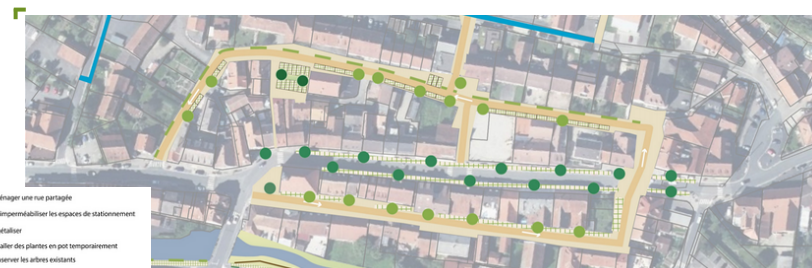 énager une rue partagée
imperméabiliser les espaces de stationnement
étaliser
aller des plantes en pot temporairement
server les arbres existants